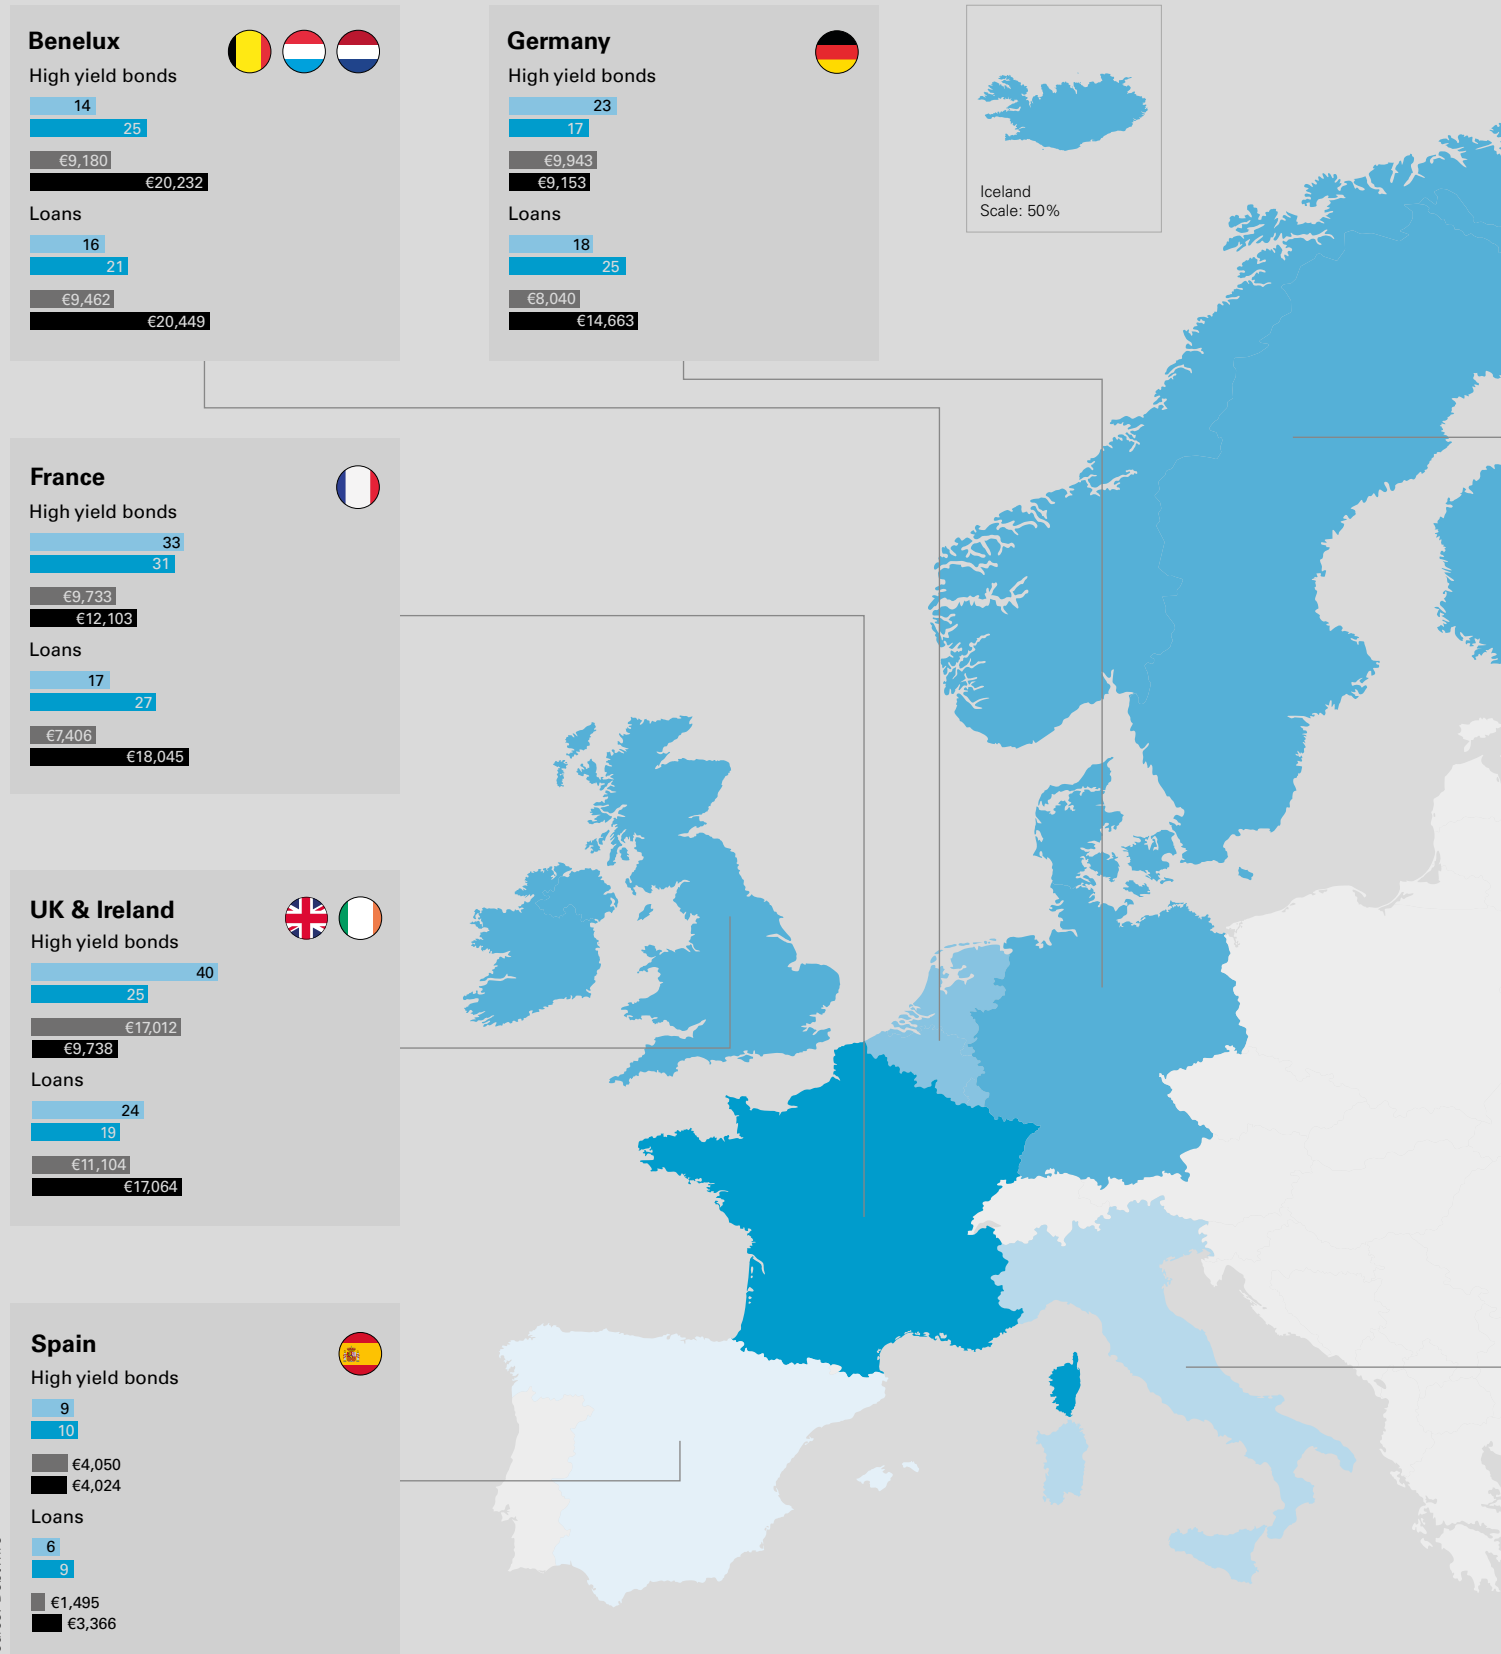 Benelux
High yield bonds
14
25
€9,180
€20,232
Loans
16
21
€9,462
€20,449
Germany
High yield bonds
23
17
€9,943
€9,153
Loans
18
25
€8,040
€14,663
Iceland
Scale: 50%
France
High yield bonds
33
31
€9,733
€12,103
Loans
17
27
€7,406
€18,045
UK & Ireland
High yield bonds
40
25
€17,012
€9,738
Loans
24
19
€11,104
€17,064
Spain
High yield bonds
9
10
€4,050
€4,024
Loans
6
9
€1,495
€3,366